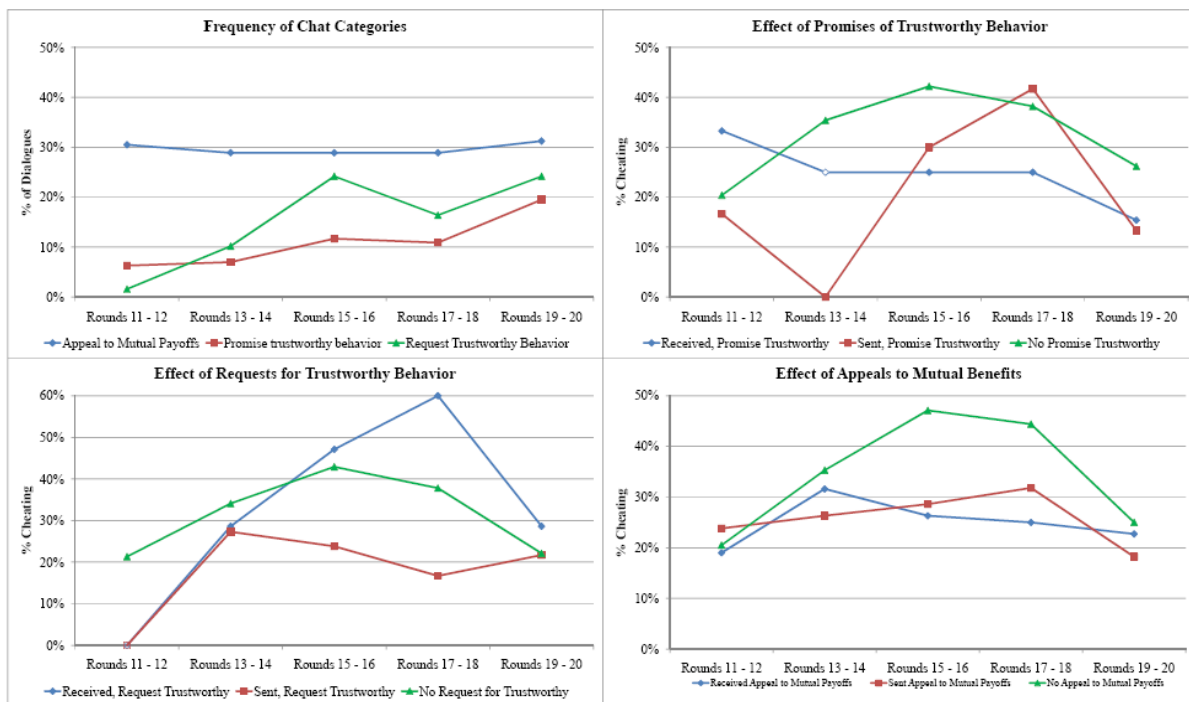 Frequency of Chat Categories
50%
40%
30%
20%
10%
0%
% of Dialogues
Rounds 11 - 12 Rounds 13 - 14 Rounds 15 - 16 Rounds 17 - 18 Rounds 19 - 20
Appeal to Mutual Payoffs Promise trustworthy behavior Request Trustworthy Behavior
Effect of Promises of Trustworthy Behavior
50%
40%
30%
20%
10%
0%
% Cheating
Rounds 11 - 12 Rounds 13 - 14 Rounds 15 - 16 Rounds 17 - 18 Rounds 19 - 20
Received, Promise Trustworthy Sent, Promise Trustworthy No Promise Trustworthy
Effect of Requests for Trustworthy Behavior
60%
50%
40%
30%
20%
10%
0%
% Cheating
Rounds 11 - 12 Rounds 13 - 14 Rounds 15 - 16 Rounds 17 - 18 Rounds 19 - 20
Received, Request Trustworthy Sent, Request Trustworthy No Request for Trustworthy
Effect of Appeals to Mutual Benefits
50%
40%
30%
20%
10%
0%
% Cheating
Rounds 11 - 12 Rounds 13 - 14 Rounds 15 - 16 Rounds 17 - 18 Rounds 19 - 20
Received Appeal to Mutual Payoffs Sent Appeal to Mutual Payoffs No Appeal to Mutual Payoffs